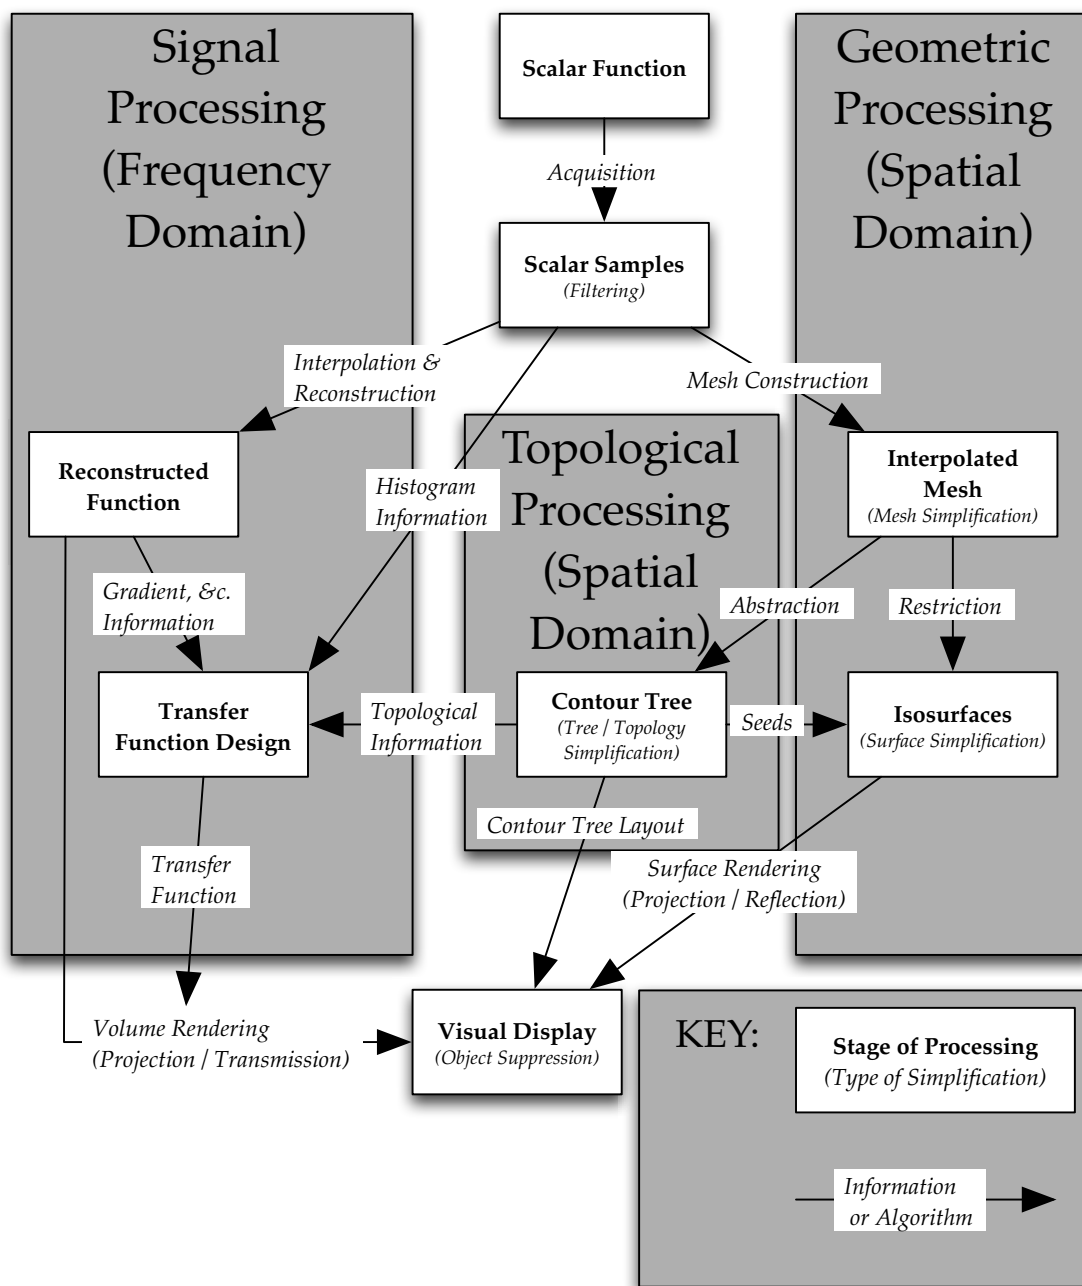 Signal
Processing
(Frequency
Domain)
Scalar Function
Geometric
Processing
(Spatial
Domain)
Acquisition
Scalar Samples
(Filtering)
Interpolation &
Reconstruction
Mesh Construction
Reconstructed
Function
Histogram
Information
Topological
Processing
(Spatial
Domain)
Interpolated
Mesh
(Mesh Simplification)
Gradient, &c.
Information
Abstraction
Restriction
Transfer
Function Design
Topological
Information
Contour Tree
(Tree / Topology
Simplification)
Seeds
Isosurfaces
(Surface Simplification)
Contour Tree Layout
Transfer
Function
Surface Rendering
(Projection / Reflection)
Volume Rendering
(Projection / Transmission)
Visual Display
(Object Suppression)
KEY:
Stage of Processing
(Type of Simplification)
Information
or Algorithm